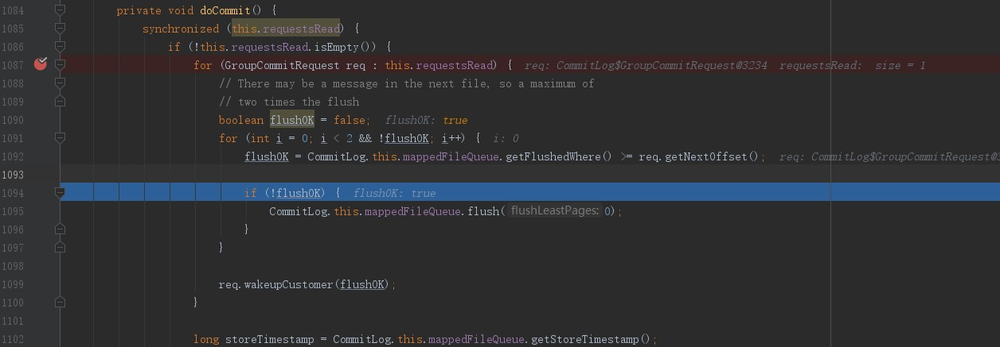 1084 private void doCommit() {
1085 synchronized (this.requestsRead) {
1086 if (!this.requestsRead.isEmpty()) {
1087 for (GroupCommitRequest req : this.requestsRead) { req: CommitLog$GroupCommitRequest@3234 requestsRead: size = 1
1088 // There may be a message in the next file, so a maximum of
1089 // two times the flush
1090 boolean flushOK = false; flushOK: true
1091 for (int i = 0; i < 2 && !flushOK; i++) { i: 0
1092 flushOK = CommitLog.this.mappedFileQueue.getFlushedWhere() >= req.getNextOffset(); req: CommitLog$GroupCommitRequest@3
1093
1094 if (!flushOK) { flushOK: true
1095 CommitLog.this.mappedFileQueue.flush( flushLeastPages: 0);
1096 }
1097 }
1098
1099 req.wakeupCustomer(flushOK);
1100 }
1101
1102 long storeTimestamp = CommitLog.this.mappedFileQueue.getStoreTimestamp();